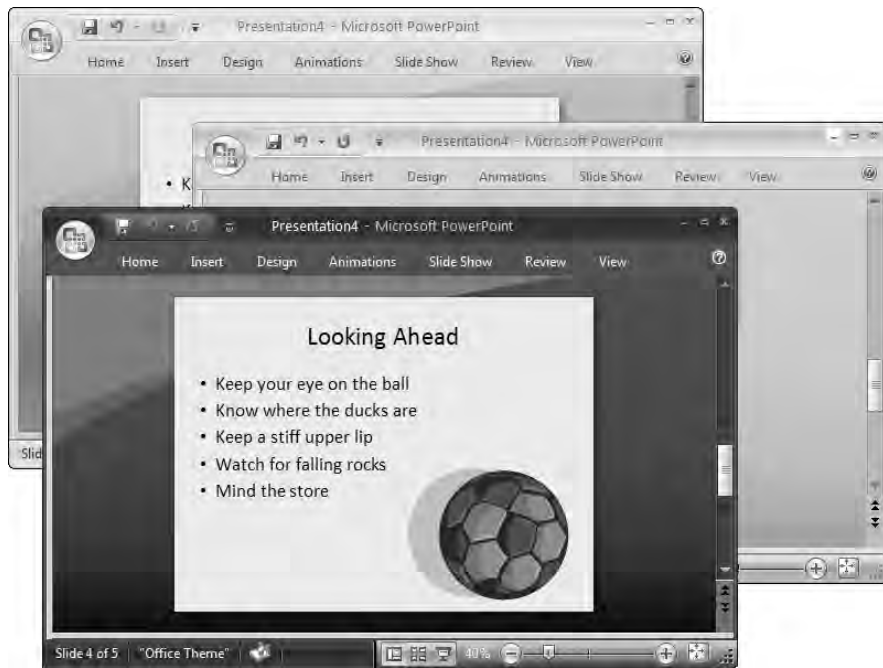 Presentation4 - Microsoft PowerPoint
Home Insert Design Animations Slide Show Review View
• K
Presentation4 - Microsoft PowerPoint
Home Insert Design Animations Slide Show Review View
Presentation4 - Microsoft PowerPoint
Home Insert Design Animations Slide Show Review View
Looking Ahead
• Keep your eye on the ball
• Know where the ducks are
• Keep a stiff upper lip
• Watch for falling rocks
• Mind the store
Slid
Slide 4 of 5 "Office Theme" 40%